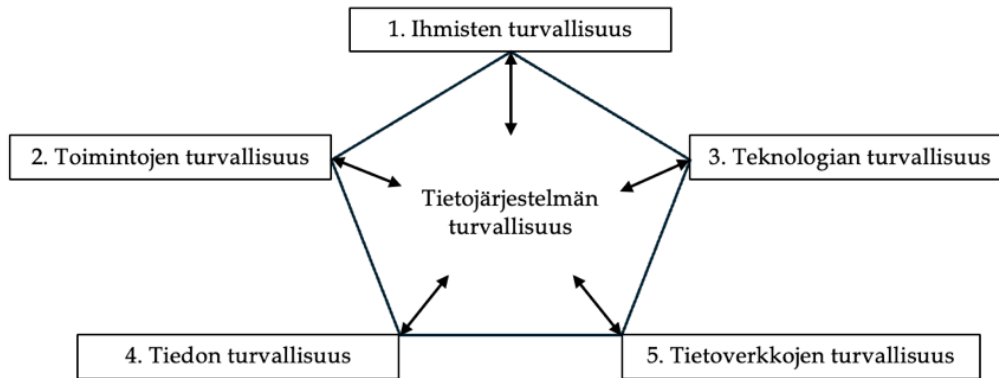 1. Ihmisten turvallisuus
2. Toimintojen turvallisuus
3. Teknologian turvallisuus
Tietojärjestelmän
turvallisuus
4. Tiedon turvallisuus
5. Tietoverkkojen turvallisuus